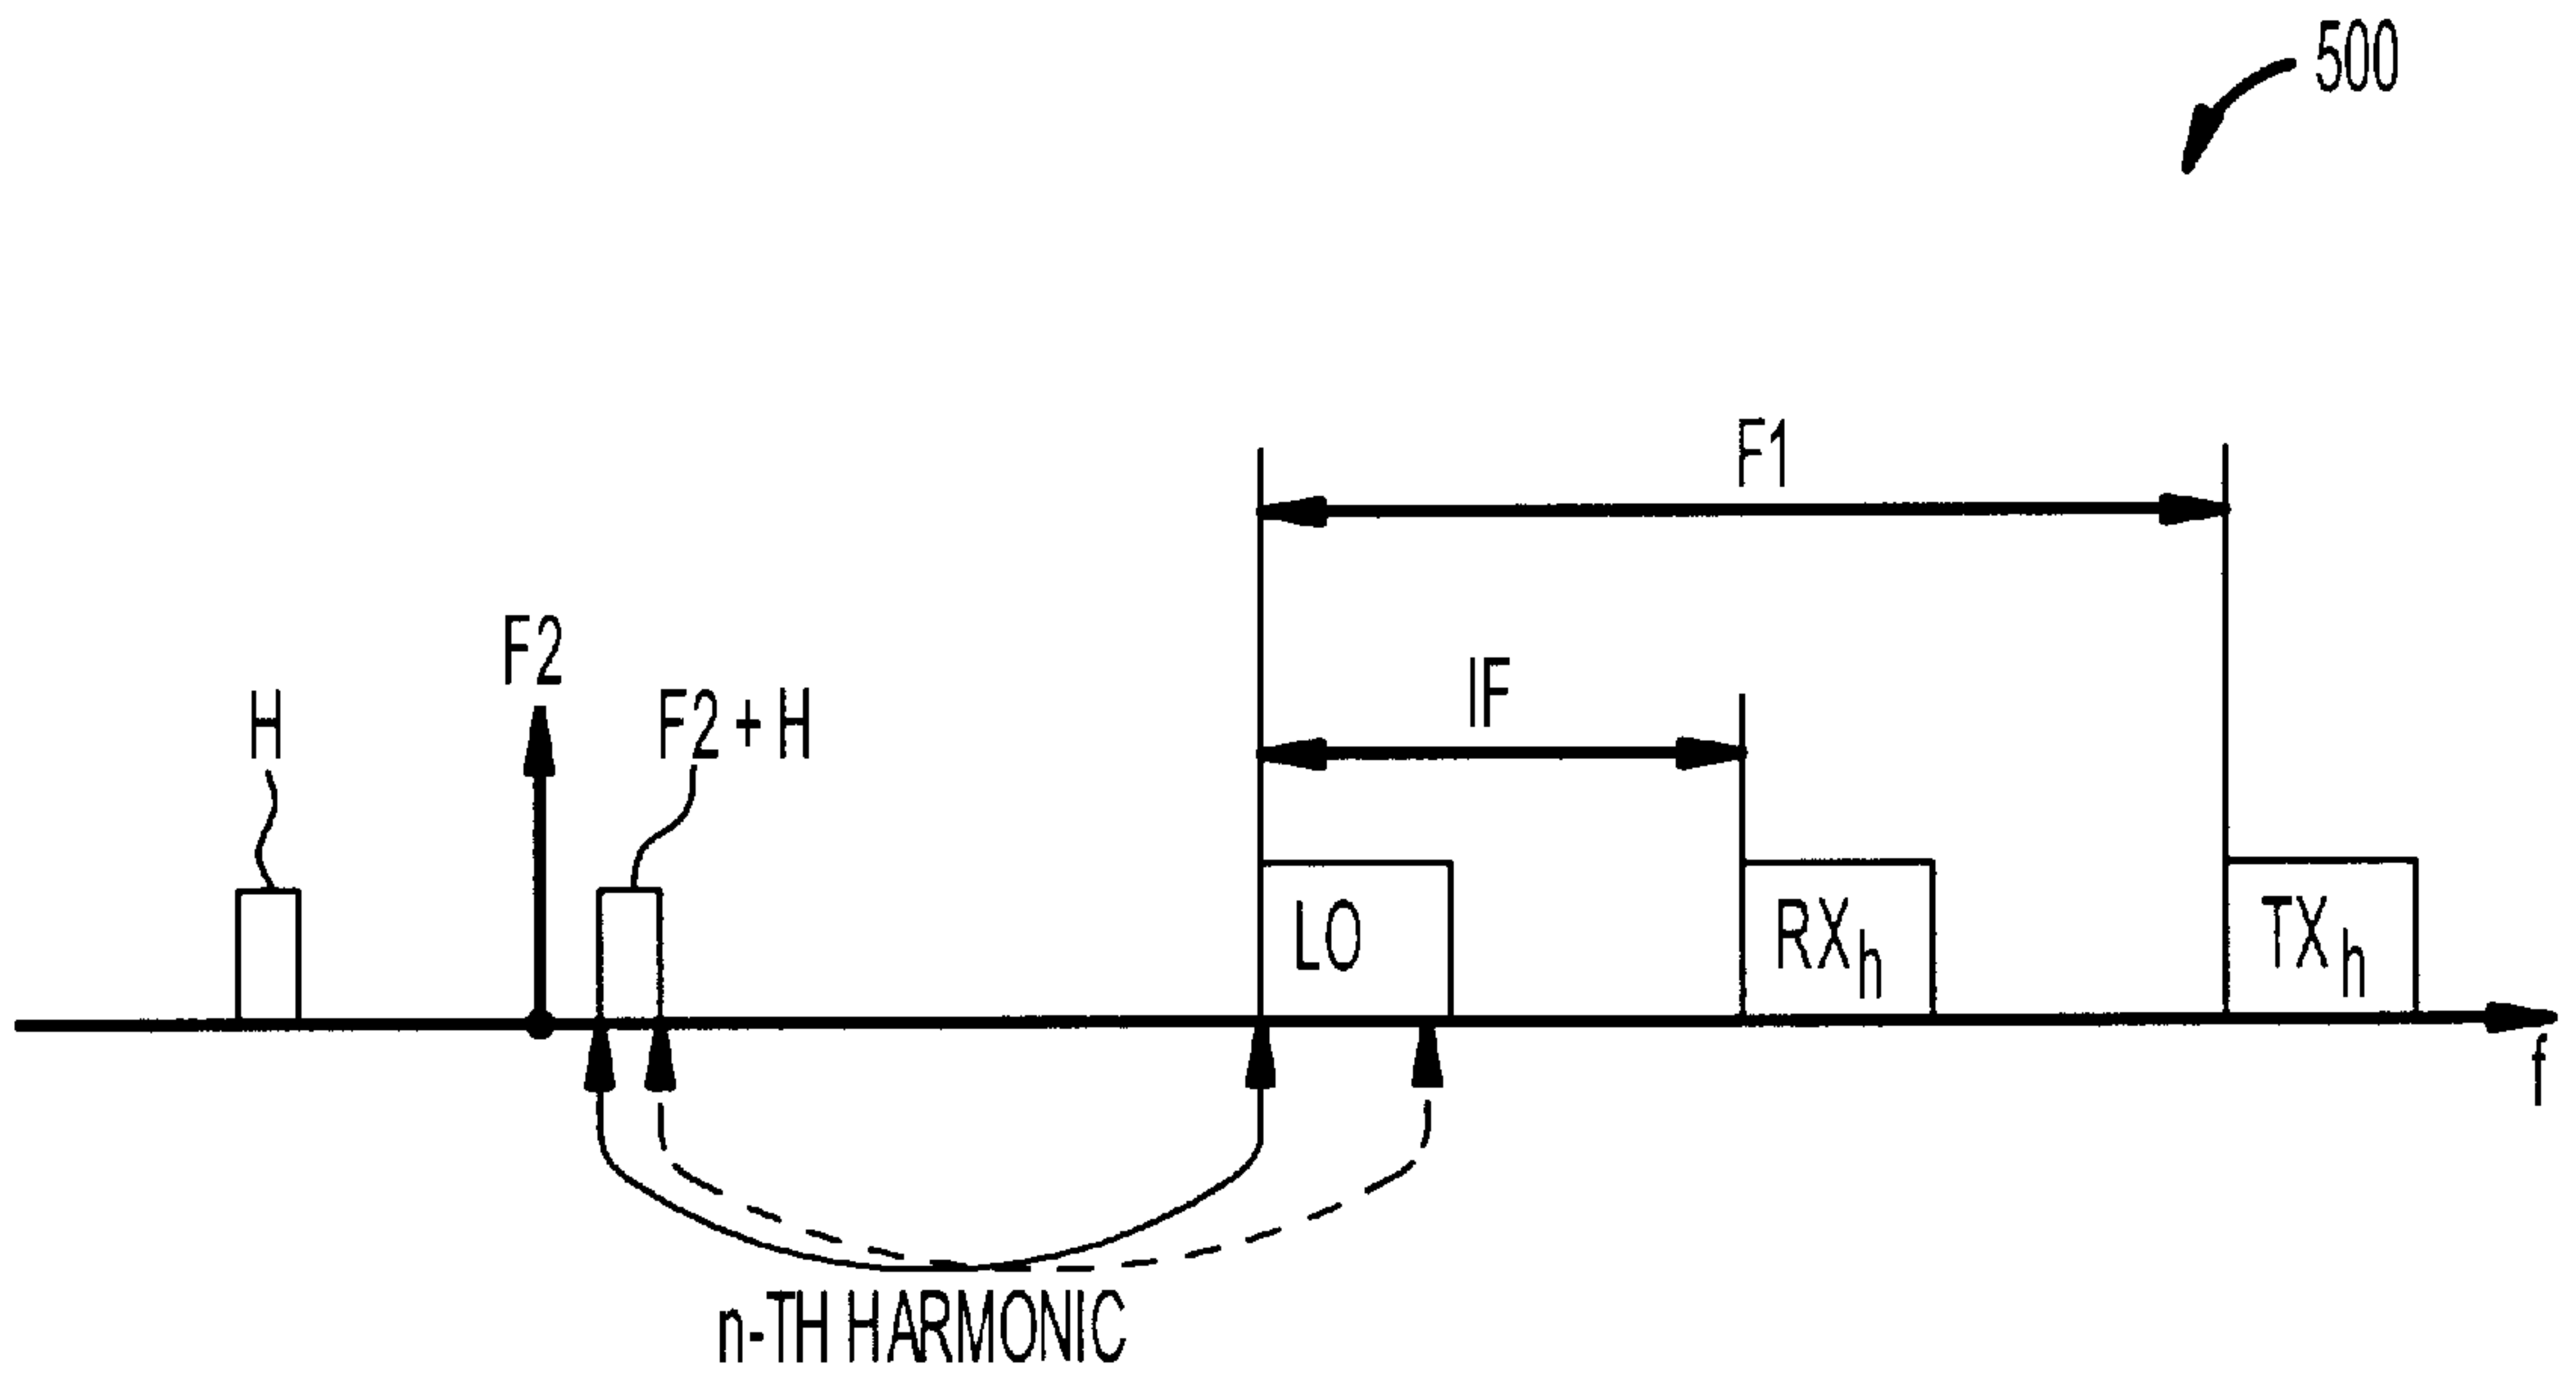 500
F1
F2
IF
H
F2 + H
LO
RXh
TXh
f
n-TH HARMONIC